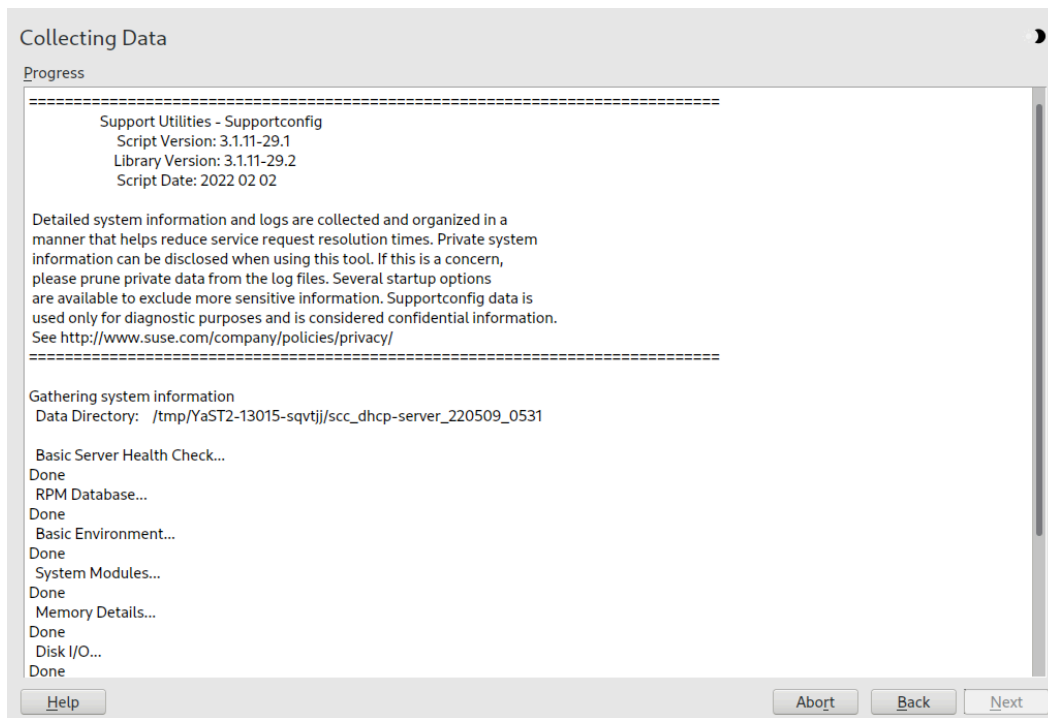 Collecting Data
Progress
==============================================================================
Support Utilities - Supportconfig
Script Version: 3.1.11-29.1
Library Version: 3.1.11-29.2
Script Date: 2022 02 02
Detailed system information and logs are collected and organized in a
manner that helps reduce service request resolution times. Private system
information can be disclosed when using this tool. If this is a concern,
please prune private data from the log files. Several startup options
are available to exclude more sensitive information. Supportconfig data is
used only for diagnostic purposes and is considered confidential information.
See http://www.suse.com/company/policies/privacy/
==============================================================================
Gathering system information
Data Directory: /tmp/YaST2-13015-sqvtjj/scc_dhcp-server_220509_0531
Basic Server Health Check...
Done
RPM Database...
Done
Basic Environment...
Done
System Modules...
Done
Memory Details...
Done
Disk I/O...
Done
Help Abort Back Next